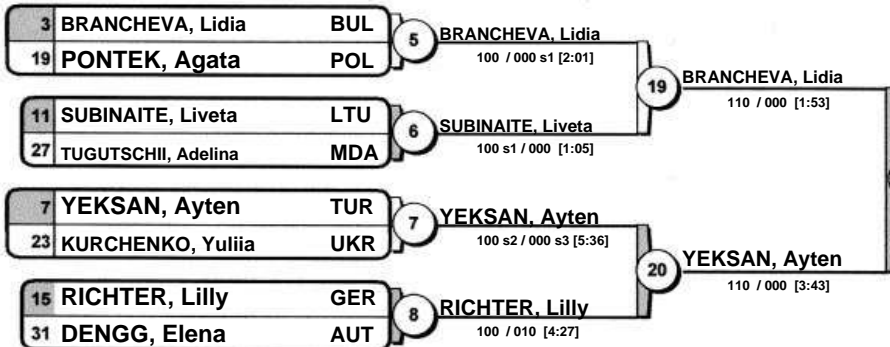 3 BRANCHEVA, Lidia BUL
19 PONTEK, Agata POL
5
BRANCHEVA, Lidia
100 / 000 s1 [2:01]
11 SUBINAITE, Liveta LTU
27 TUGUTSCHII, Adelina MDA
6
SUBINAITE, Liveta
100 s1 / 000 [1:05]
19
BRANCHEVA, Lidia
110 / 000 [1:53]
7 YEKSAN, Ayten TUR
23 KURCHENKO, Yuliia UKR
7
YEKSAN, Ayten
100 s2 / 000 s3 [5:36]
15 RICHTER, Lilly GER
31 DENGG, Elena AUT
8
RICHTER, Lilly
100 / 010 [4:27]
20
YEKSAN, Ayten
110 / 000 [3:43]